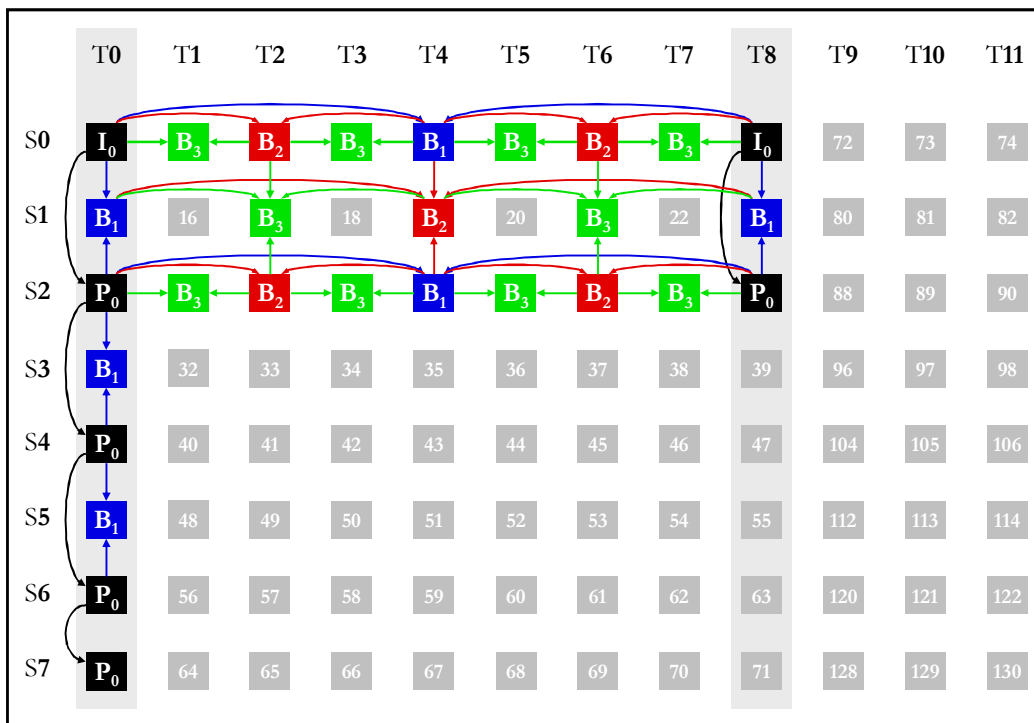 T0 T1 T2 T3 T4 T5 T6 T7 T8 T9 T10 T11
S0 I0 B3 B2 B3 B1 B3 B2 B3 I0 72 73 74
S1 B1 16 B3 18 B2 20 B3 22 B1 80 81 82
S2 P0 B3 B2 B3 B1 B3 B2 B3 P0 88 89 90
S3 B1 32 33 34 35 36 37 38 39 96 97 98
S4 P0 40 41 42 43 44 45 46 47 104 105 106
S5 B1 48 49 50 51 52 53 54 55 112 113 114
S6 P0 56 57 58 59 60 61 62 63 120 121 122
S7 P0 64 65 66 67 68 69 70 71 128 129 130